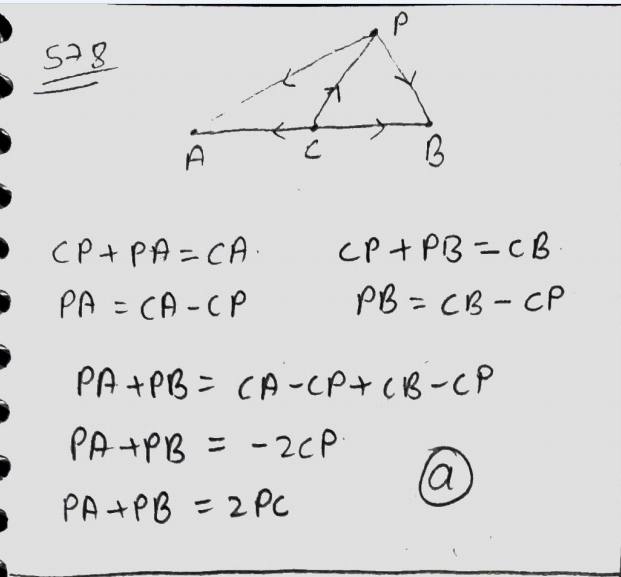 578
P
A C B
CP + PA = CA. CP + PB = CB.
PA = CA - CP PB = CB - CP
PA + PB = CA - CP + CB - CP
PA + PB = -2CP.
PA + PB = 2PC a